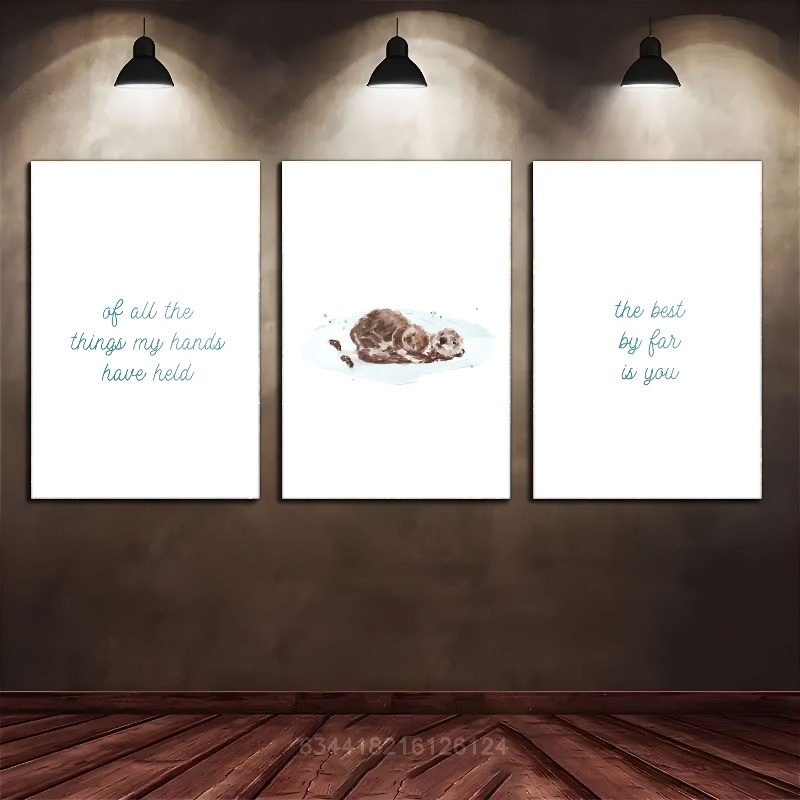 of all the
things my hands
have held
the best
by far
is you
834418216126124